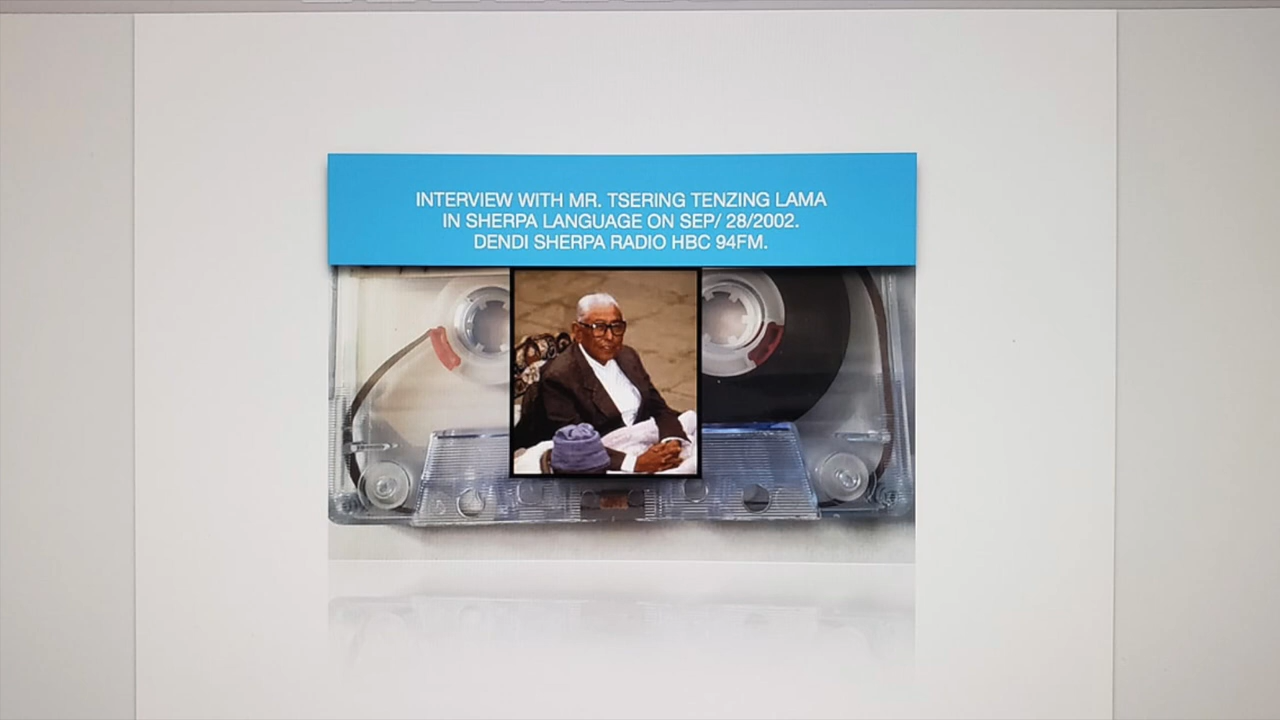 INTERVIEW WITH MR. TSERING TENZING LAMA
IN SHERPA LANGUAGE ON SEP/ 28/2002.
DENDI SHERPA RADIO HBC 94FM.